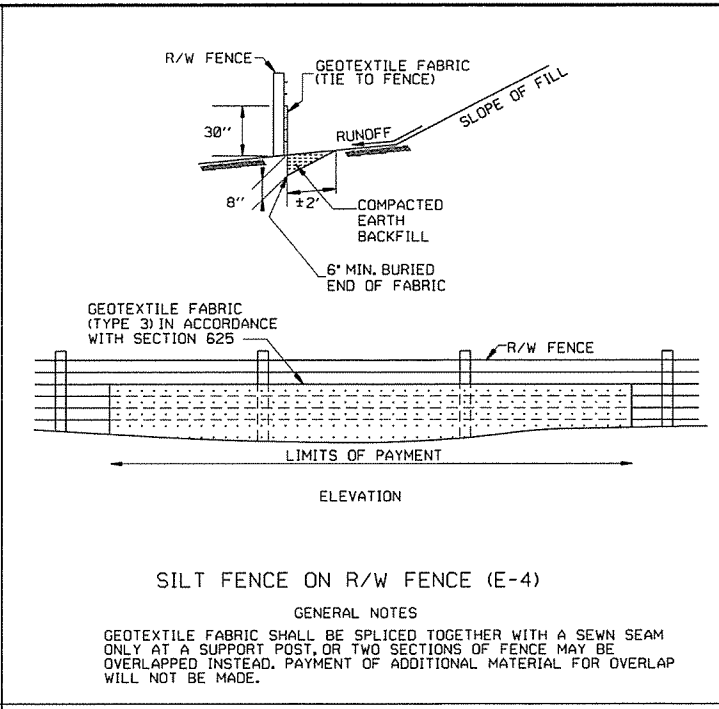 R/W FENCE
GEOTEXTILE FABRIC
(TIE TO FENCE)
SLOPE OF FILL
30''
RUNOFF
8''
±2'
COMPACTED
EARTH
BACKFILL
6" MIN. BURIED
END OF FABRIC
GEOTEXTILE FABRIC
(TYPE 3) IN ACCORDANCE
WITH SECTION 625
R/W FENCE
LIMITS OF PAYMENT
ELEVATION
SILT FENCE ON R/W FENCE (E-4)
GENERAL NOTES
GEOTEXTILE FABRIC SHALL BE SPLICED TOGETHER WITH A SEWN SEAM
ONLY AT A SUPPORT POST, OR TWO SECTIONS OF FENCE MAY BE
OVERLAPPED INSTEAD. PAYMENT OF ADDITIONAL MATERIAL FOR OVERLAP
WILL NOT BE MADE.